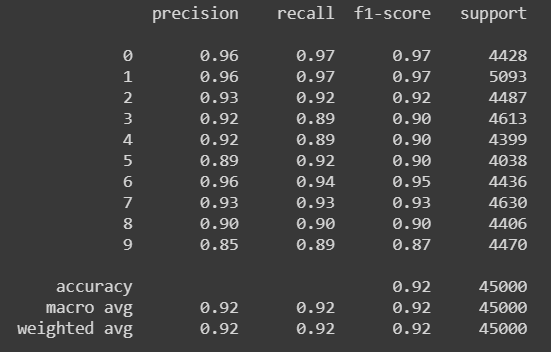 precision recall f1-score support
0 0.96 0.97 0.97 4428
1 0.96 0.97 0.97 5093
2 0.93 0.92 0.92 4487
3 0.92 0.89 0.90 4613
4 0.92 0.89 0.90 4399
5 0.89 0.92 0.90 4038
6 0.96 0.94 0.95 4436
7 0.93 0.93 0.93 4630
8 0.90 0.90 0.90 4406
9 0.85 0.89 0.87 4470
accuracy 0.92 45000
macro avg 0.92 0.92 0.92 45000
weighted avg 0.92 0.92 0.92 45000